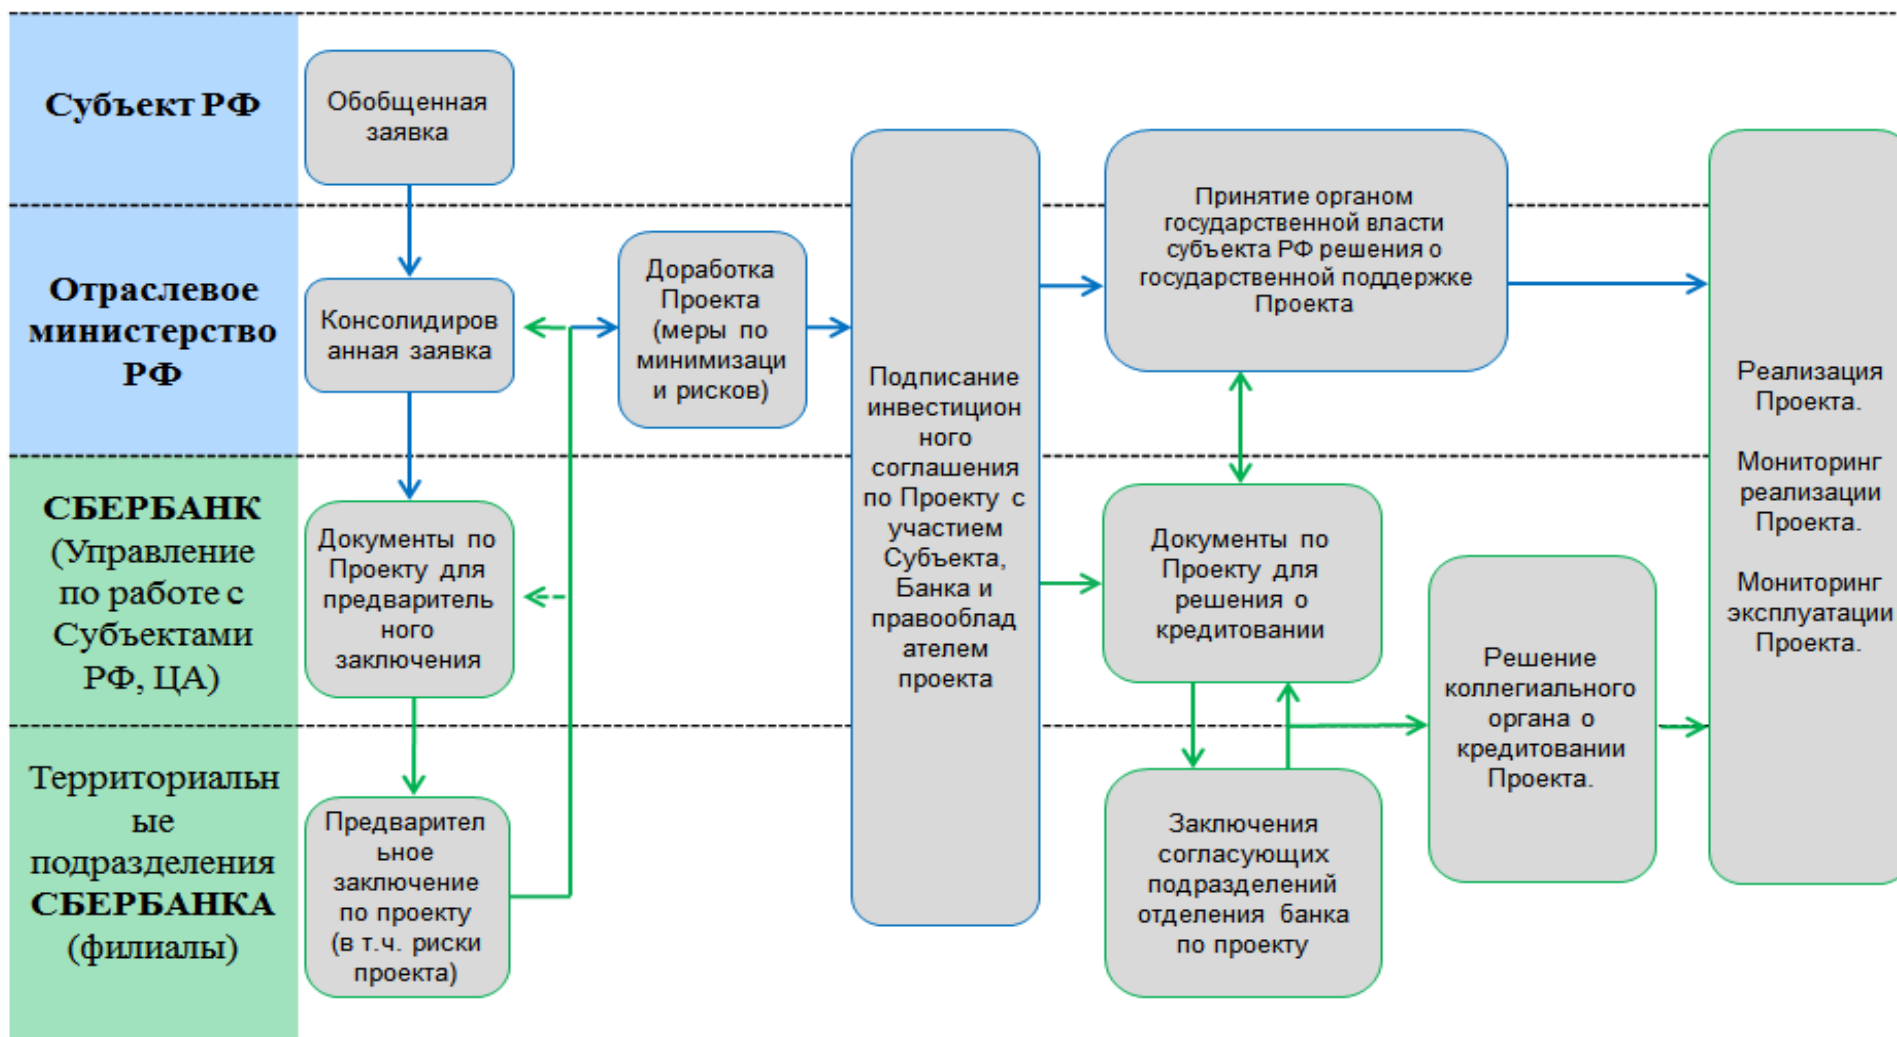 Субъект РФ
Обобщенная
заявка
Отраслевое
министерство
РФ
Консолидиров
анная заявка
Доработка
Проекта
(меры по
минимизаци
и рисков)
Подписание
инвестицион
ного
соглашения
по Проекту с
участием
Субъекта,
Банка и
правооблад
ателем
проекта
Принятие органом
государственной власти
субъекта РФ решения о
государственной поддержке
Проекта
Реализация
Проекта.
Мониторинг
реализации
Проекта.
Мониторинг
эксплуатации
Проекта.
СБЕРБАНК
(Управление
по работе с
Субъектами
РФ, ЦА)
Документы по
Проекту для
предваритель
ного
заключения
Документы по
Проекту для
решения о
кредитовании
Решение
коллегиального
органа о
кредитовании
Проекта.
Территориальн
ые
подразделения
СБЕРБАНКА
(филиалы)
Предварител
ьное
заключение
по проекту
(в т.ч. риски
проекта)
Заключения
согласующих
подразделений
отделения банка
по проекту